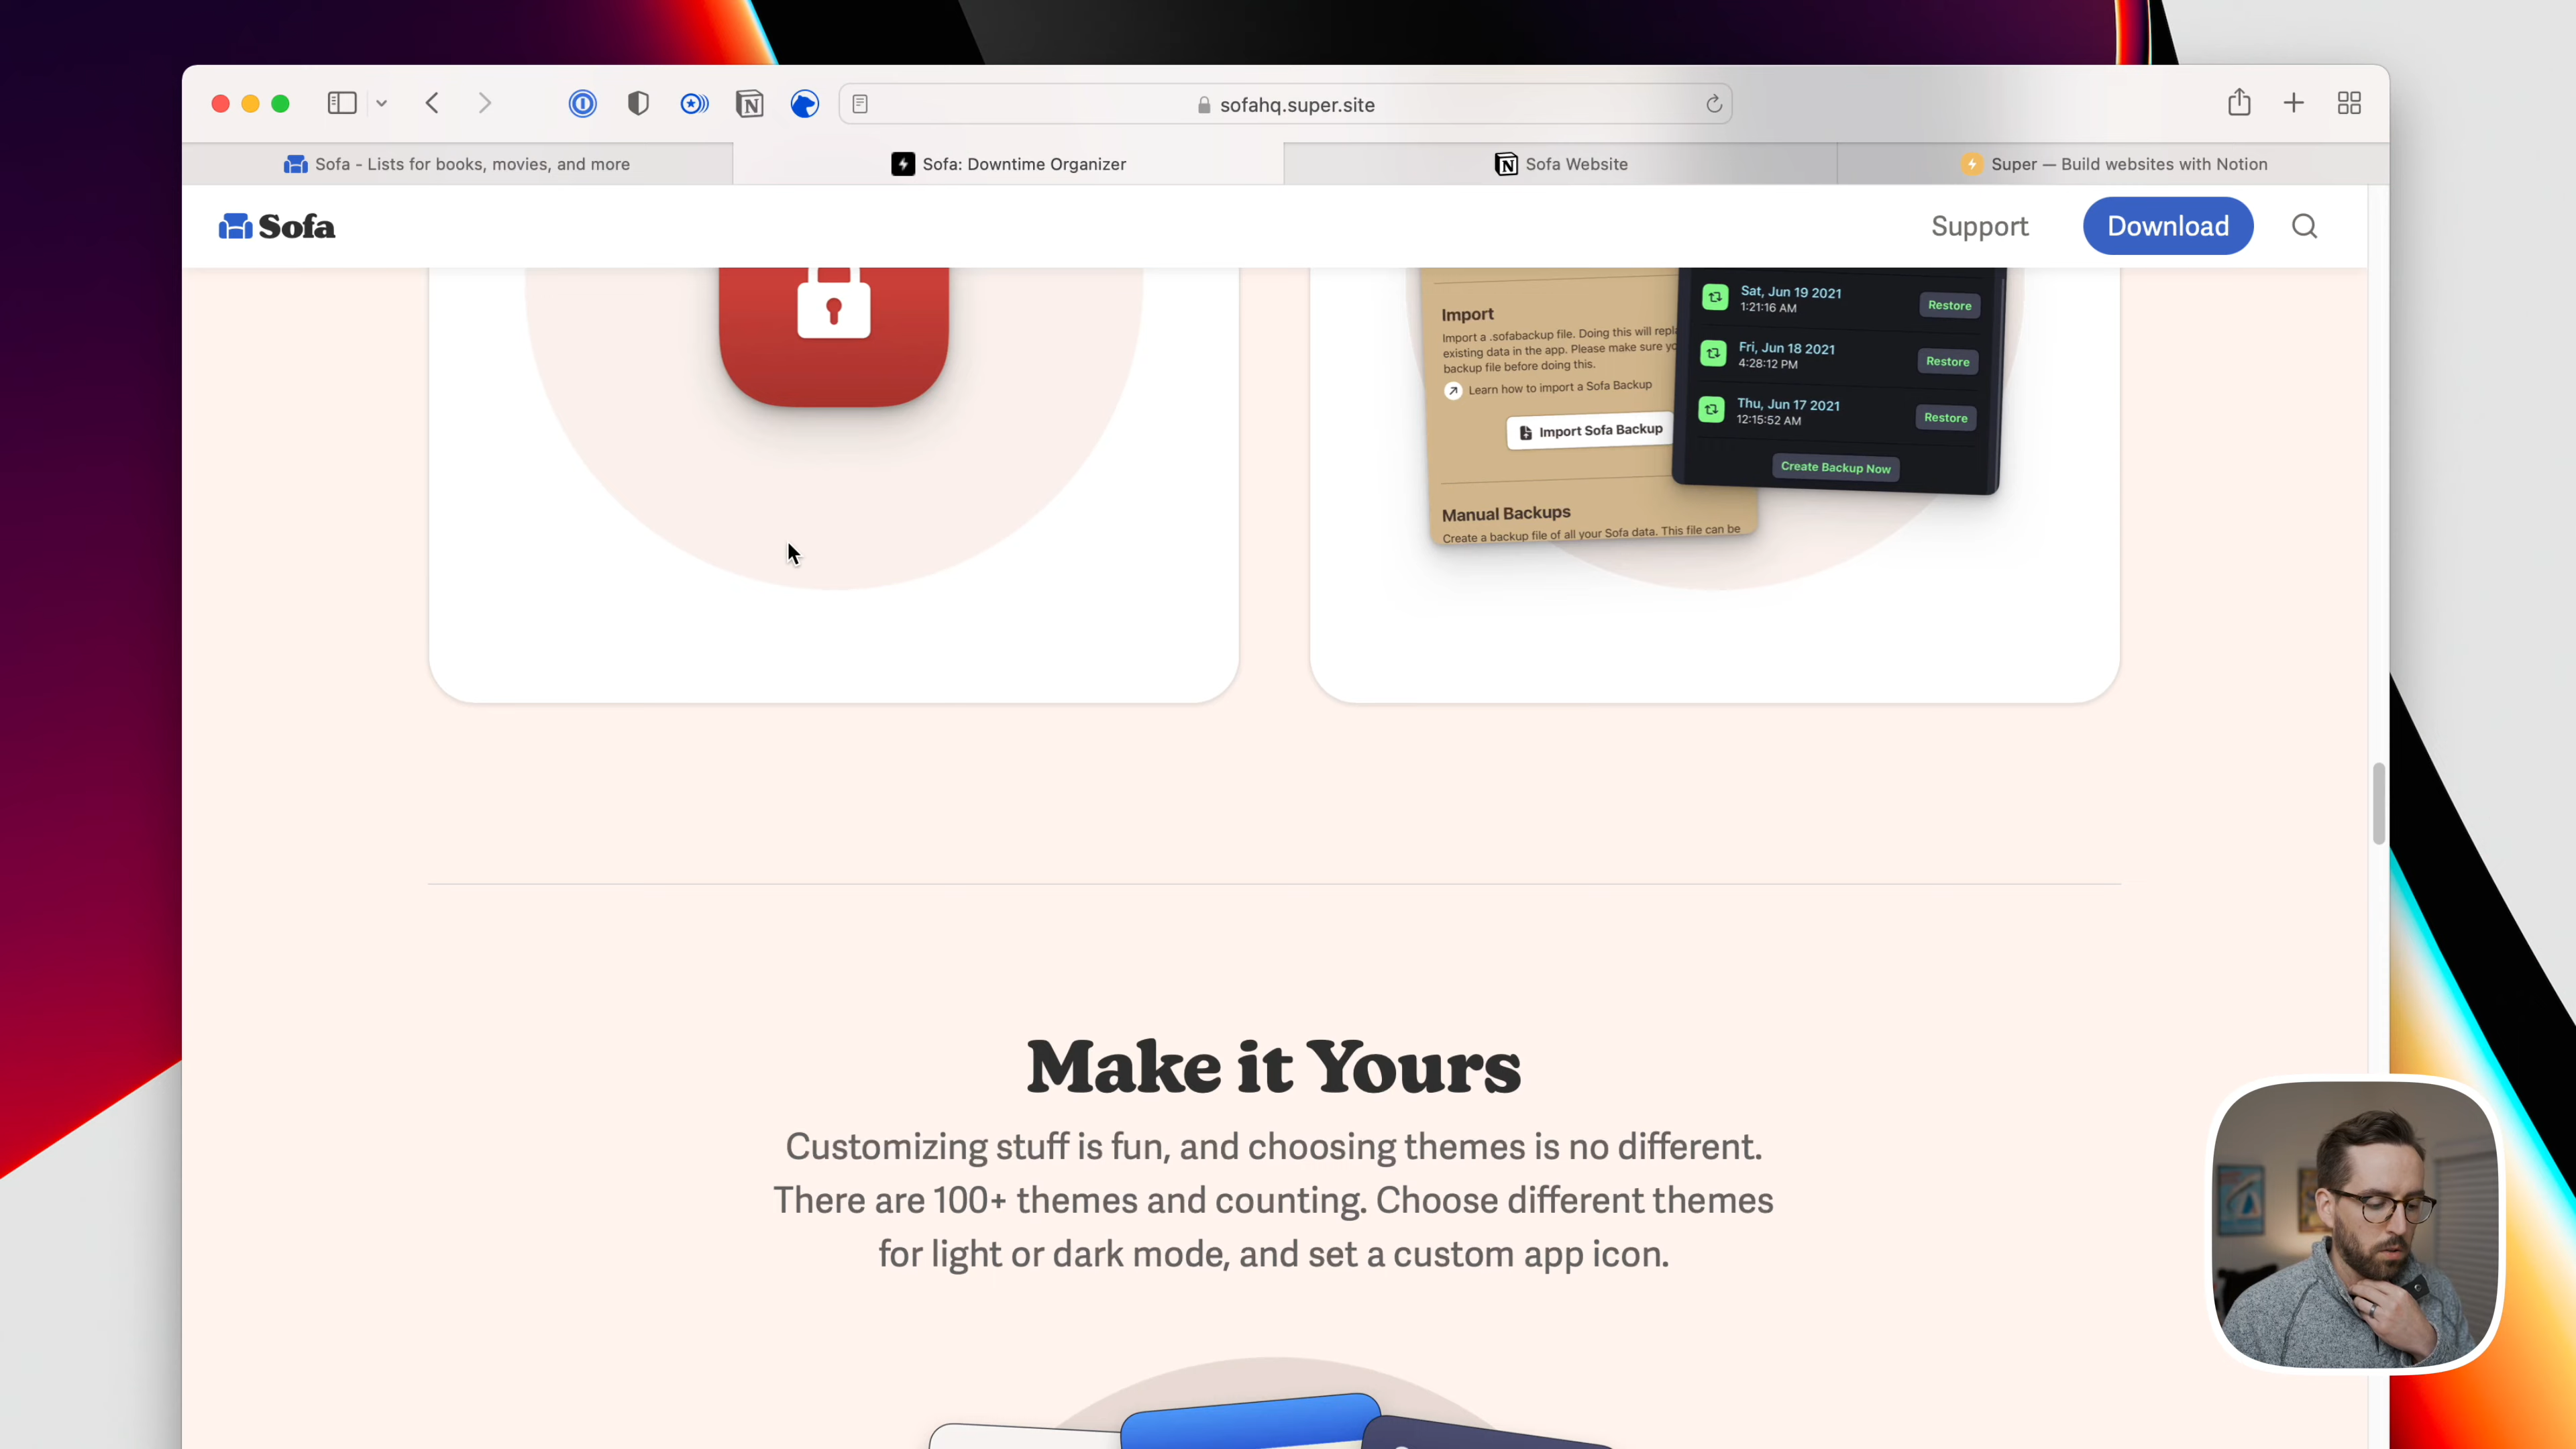 sofahq.super.site
Sofa - Lists for books, movies, and more
Sofa: Downtime Organizer
Sofa Website
Super — Build websites with Notion
Sofa
Support
Download
Import
Import a .sofabackup file. Doing this will
existing data in the app. Please make sure
backup file before doing this.
Learn how to import a Sofa Backup
Import Sofa Backup
Manual Backups
Create a backup file of all your Sofa data. This file can be
Sat, Jun 19 2021
1:21:16 AM
Restore
Fri, Jun 18 2021
4:28:12 PM
Restore
Thu, Jun 17 2021
12:15:52 AM
Restore
Create Backup Now
Make it Yours
Customizing stuff is fun, and choosing themes is no different.
There are 100+ themes and counting. Choose different themes
for light or dark mode, and set a custom app icon.